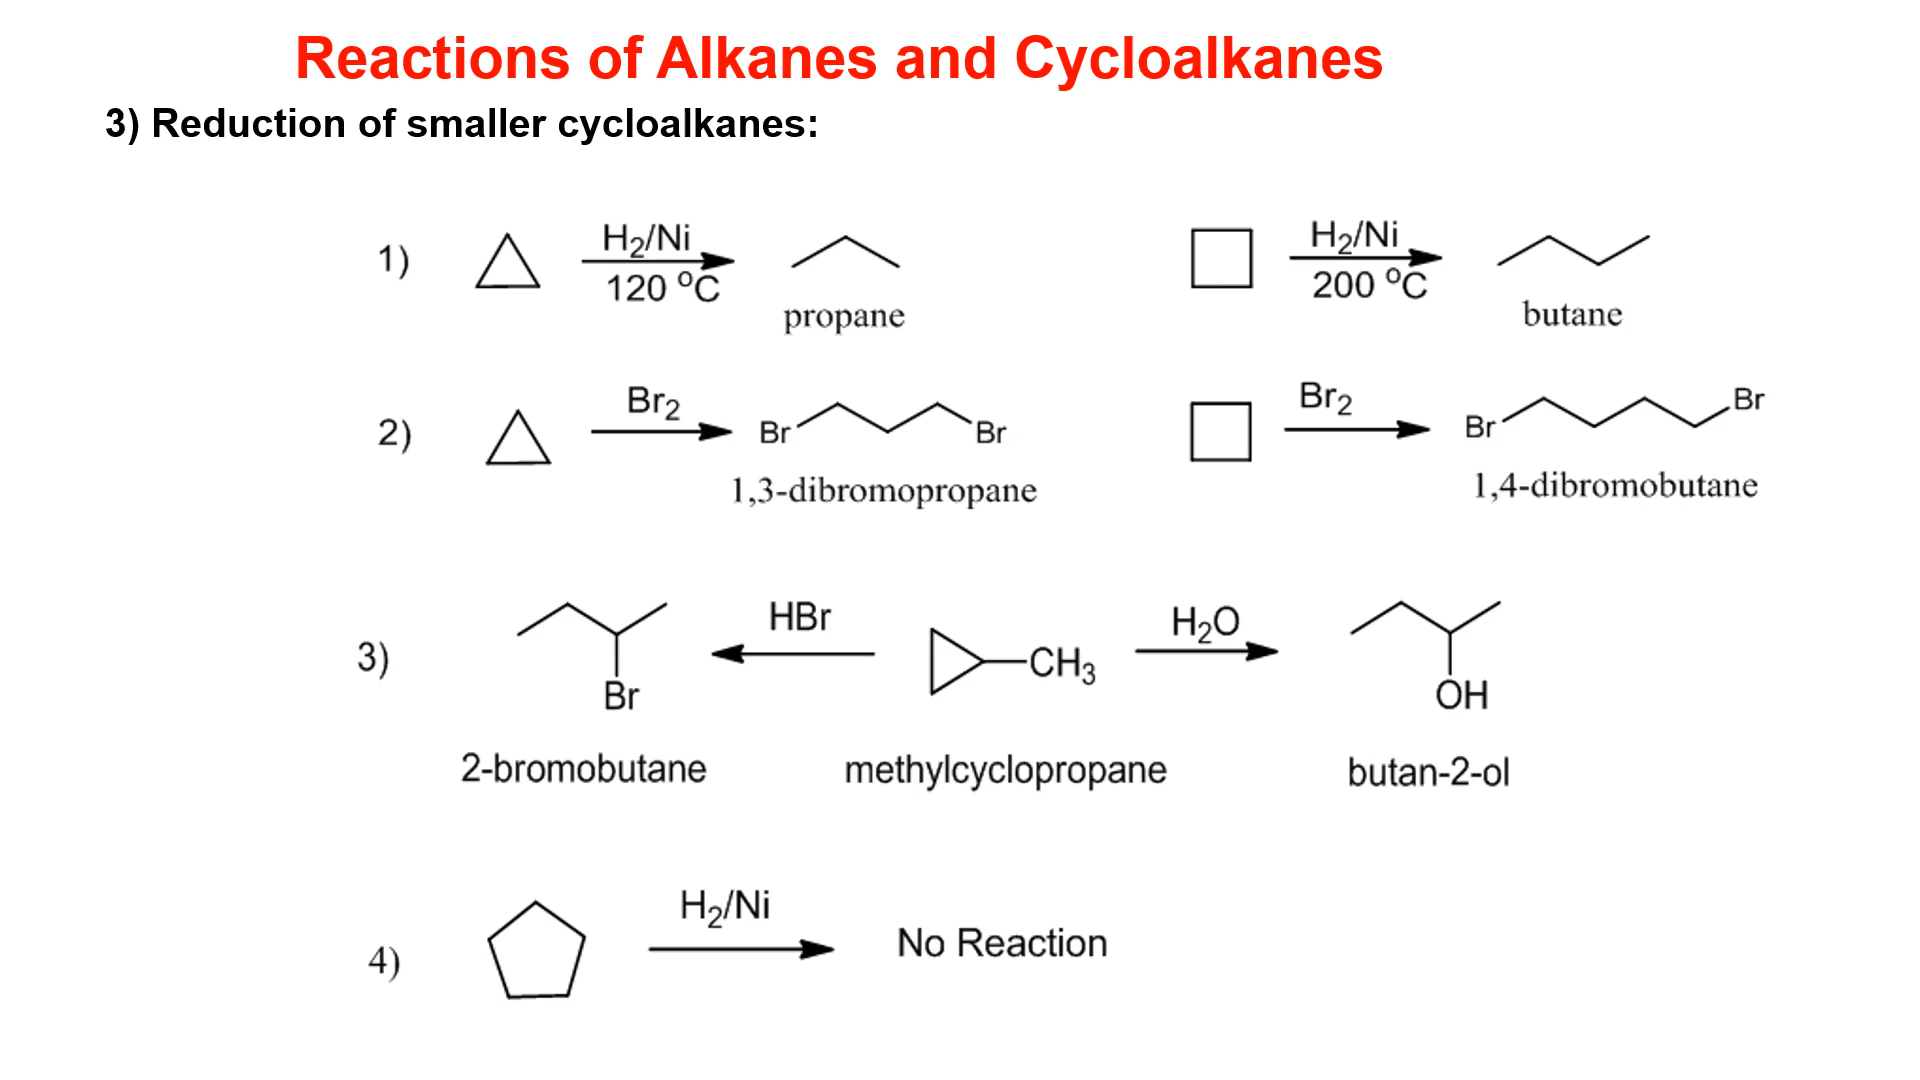 Reactions of Alkanes and Cycloalkanes
3) Reduction of smaller cycloalkanes:
1)
H₂/Ni
120 °C
propane
H₂/Ni
200 °C
butane
2)
Br₂
Br Br
1,3-dibromopropane
Br₂
Br Br
1,4-dibromobutane
3)
Br
2-bromobutane
HBr
CH₃
methylcyclopropane
H₂O
OH
butan-2-ol
4)
H₂/Ni
No Reaction